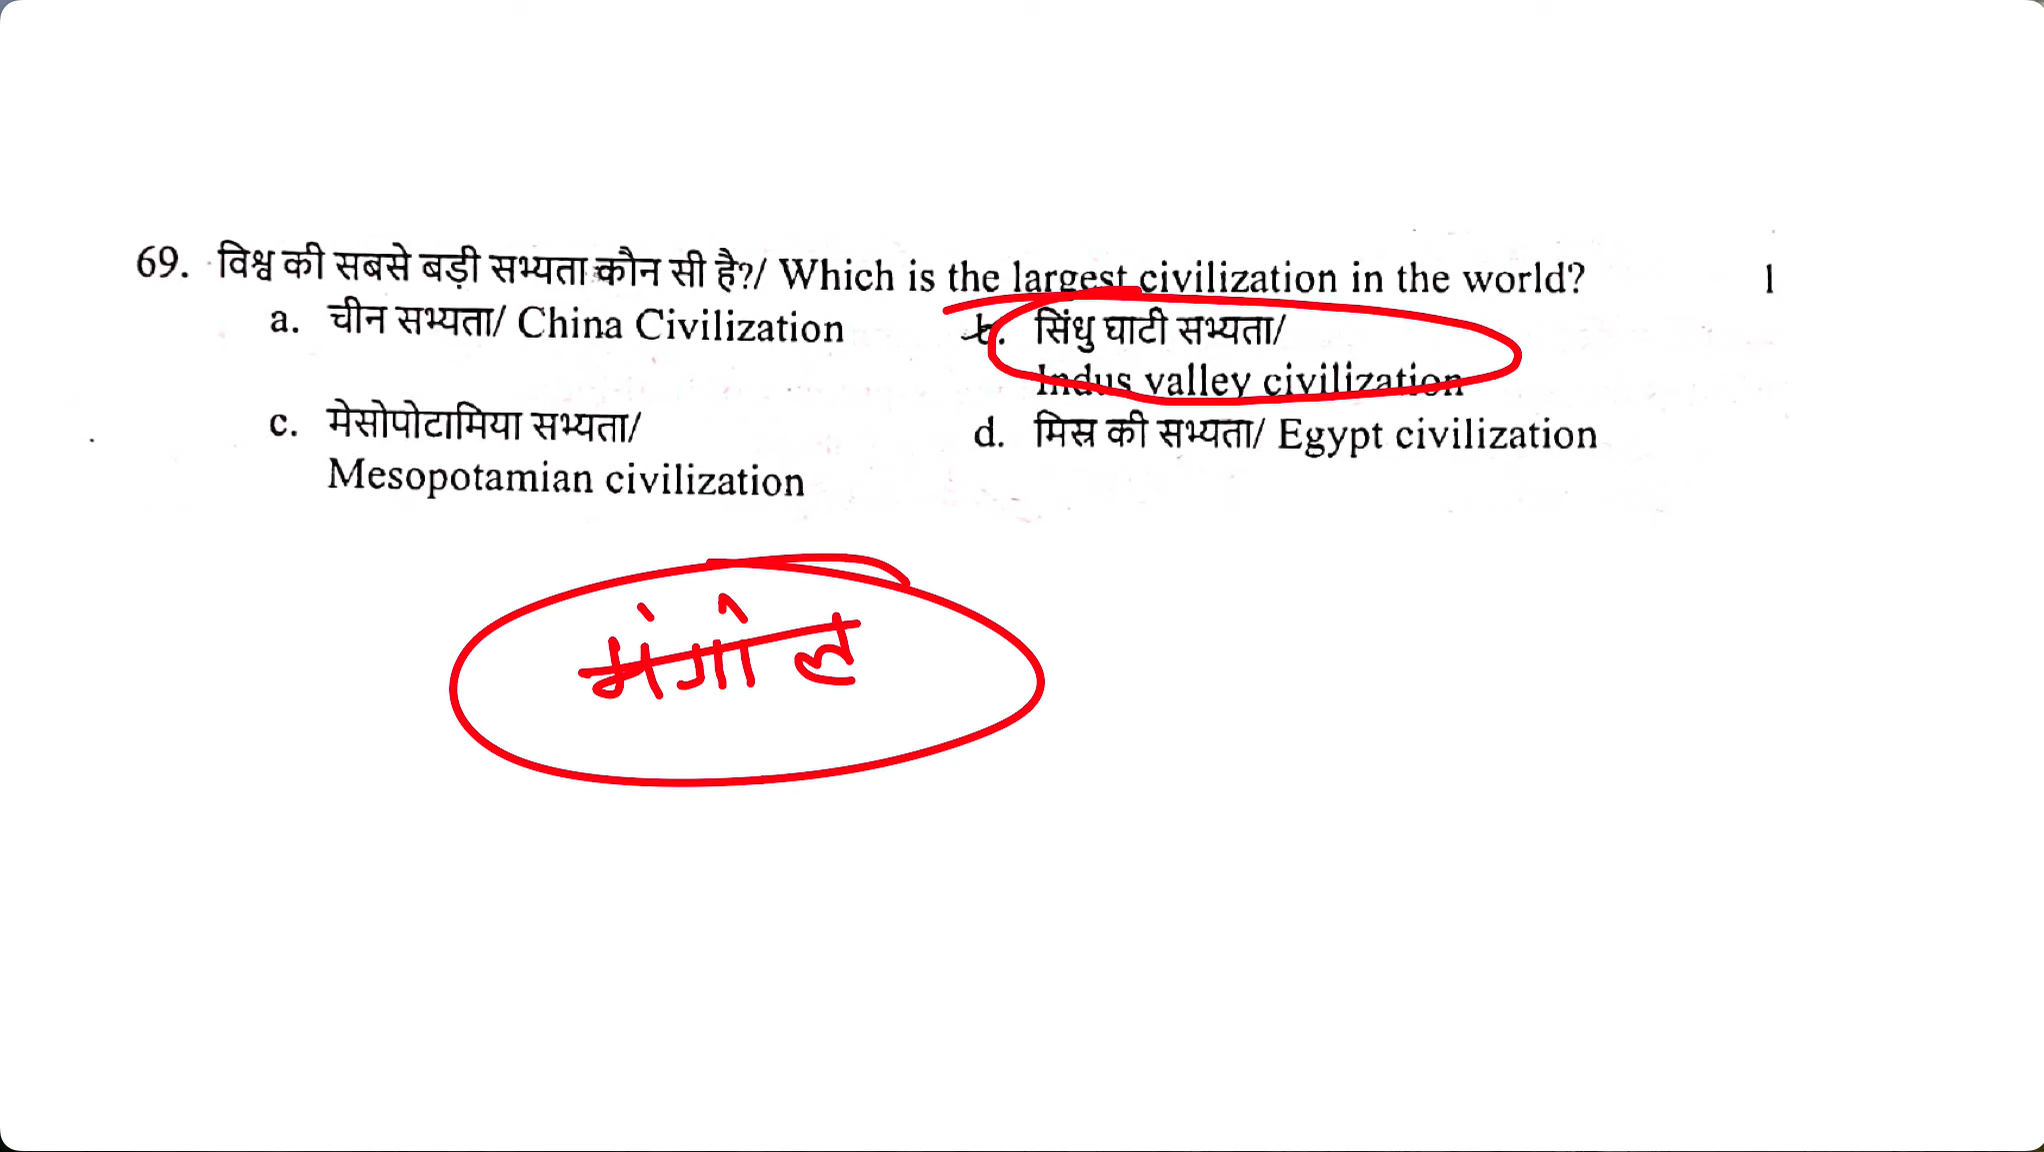 69. विश्व की सबसे बड़ी सभ्यता कौन सी है?/ Which is the largest civilization in the world? 1
a. चीन सभ्यता/ China Civilization b. सिंधु घाटी सभ्यता/
Indus valley civilization
c. मेसोपोटामिया सभ्यता/ d. मिस्र की सभ्यता/ Egypt civilization
Mesopotamian civilization
मंगोल